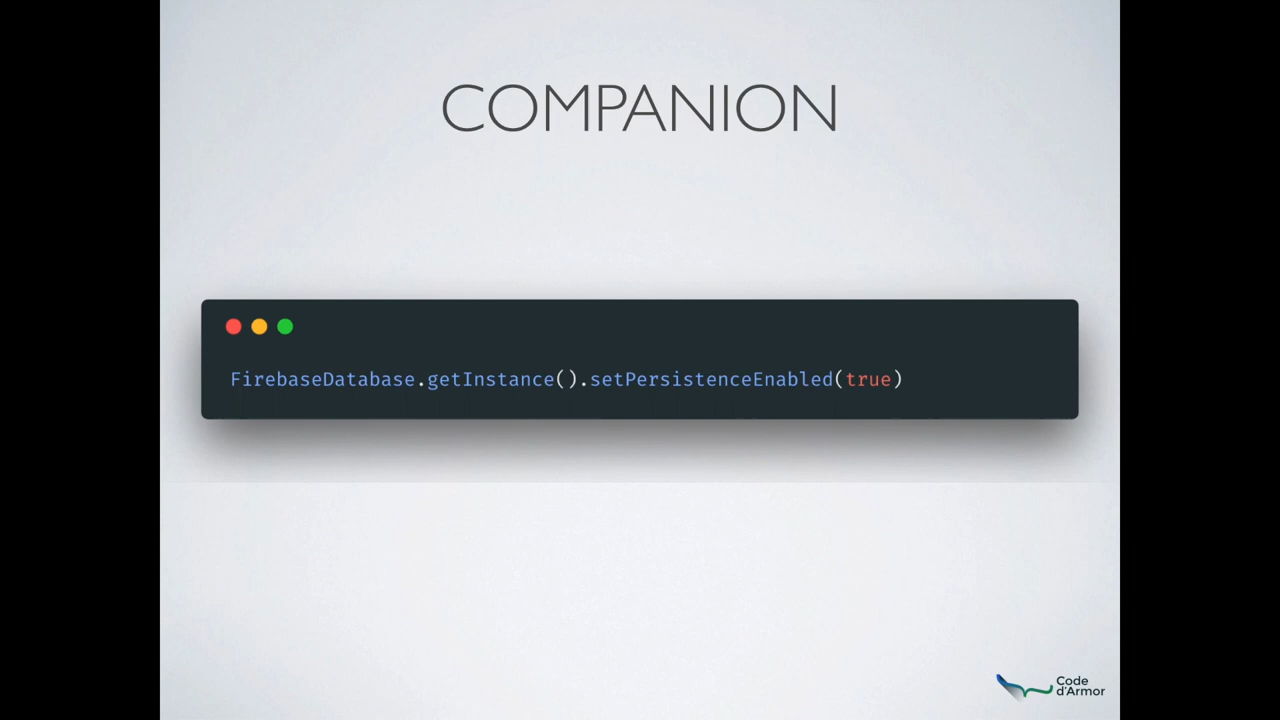 COMPANION
FirebaseDatabase.getInstance().setPersistenceEnabled(true)
Code
d'Armor